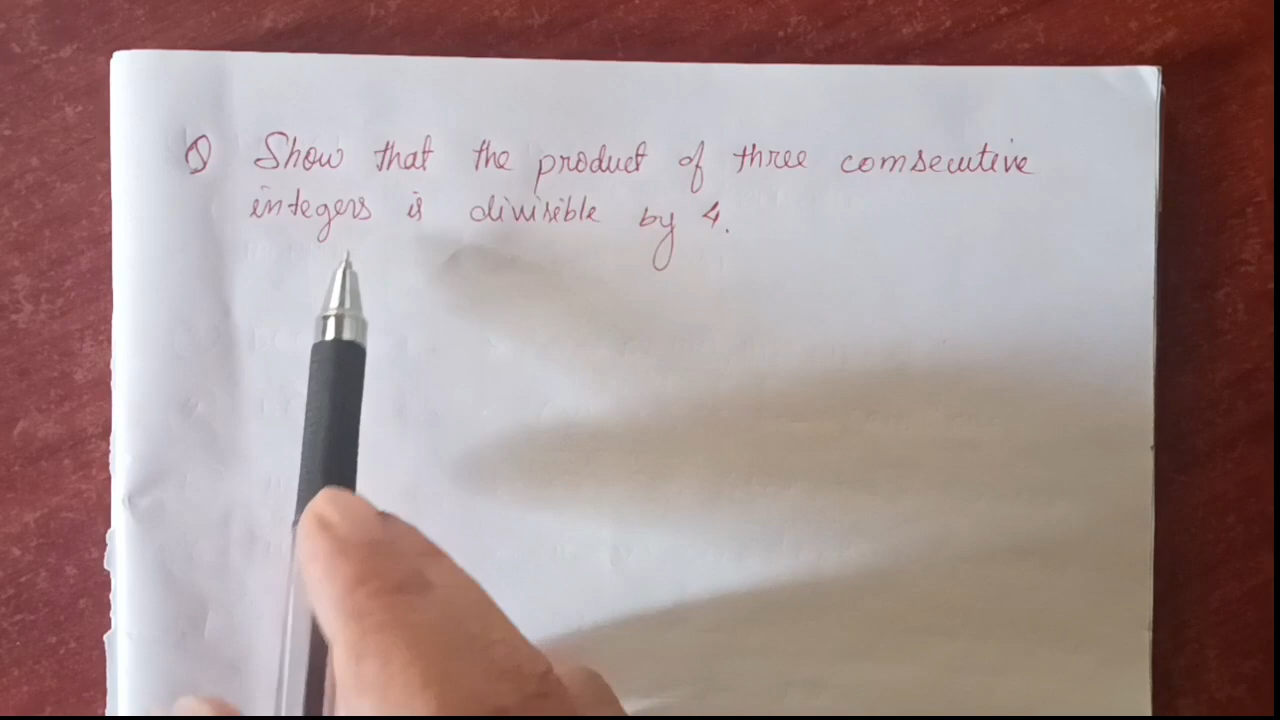 Q Show that the product of three comsecutive
integers is divisible by 4.